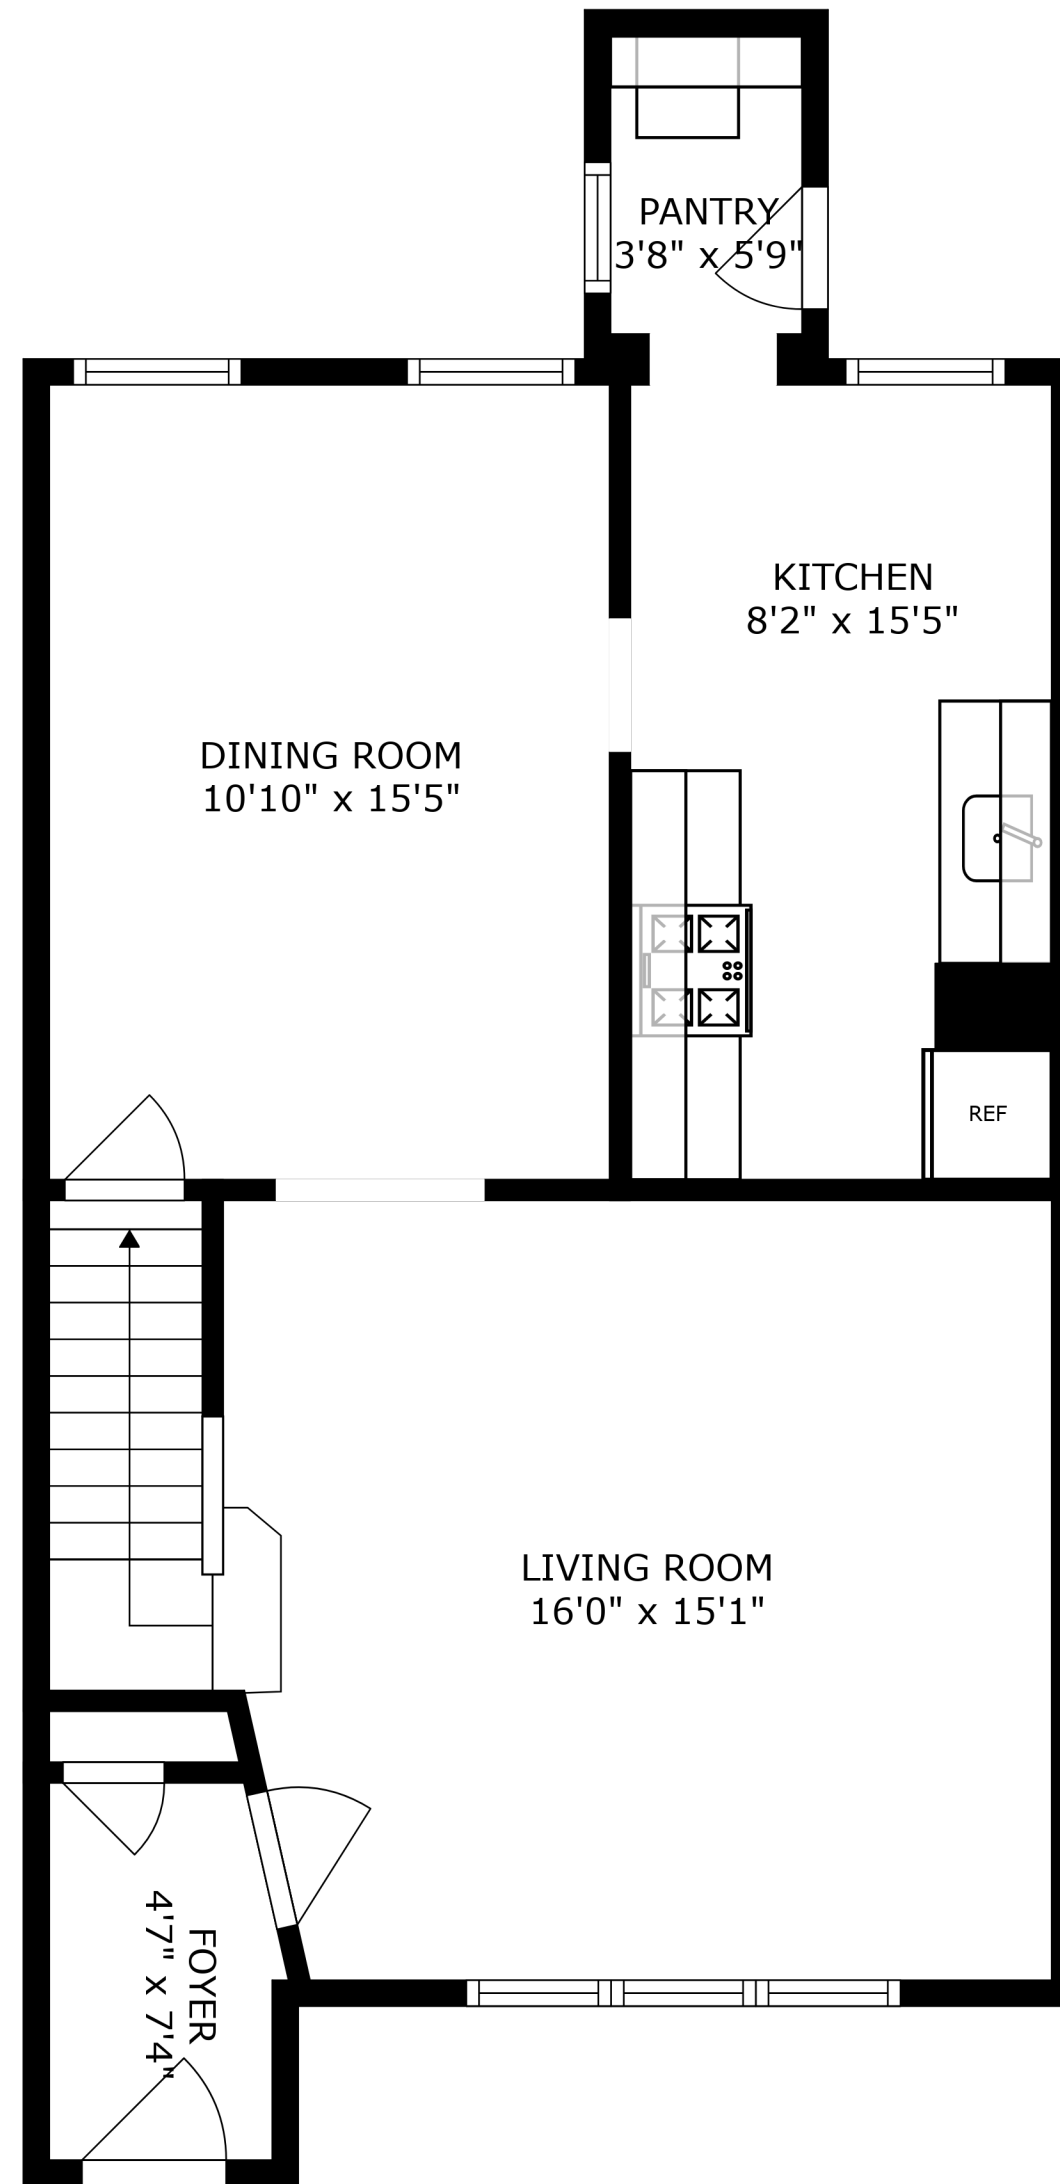 PANTRY
3'8" x 5'9"
KITCHEN
8'2" x 15'5"
DINING ROOM
10'10" x 15'5"
REF
LIVING ROOM
16'0" x 15'1"
FOYER
4'7" x 7'4"